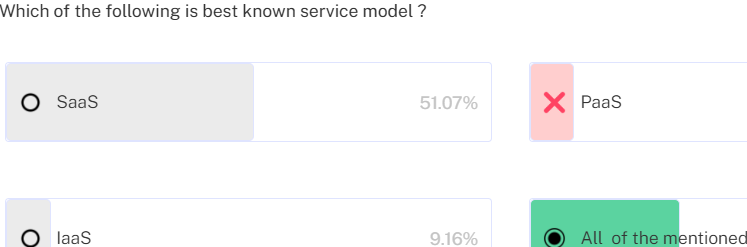 Which of the following is best known service model ?
SaaS 51.07%
PaaS
IaaS 9.16%
All of the mentioned